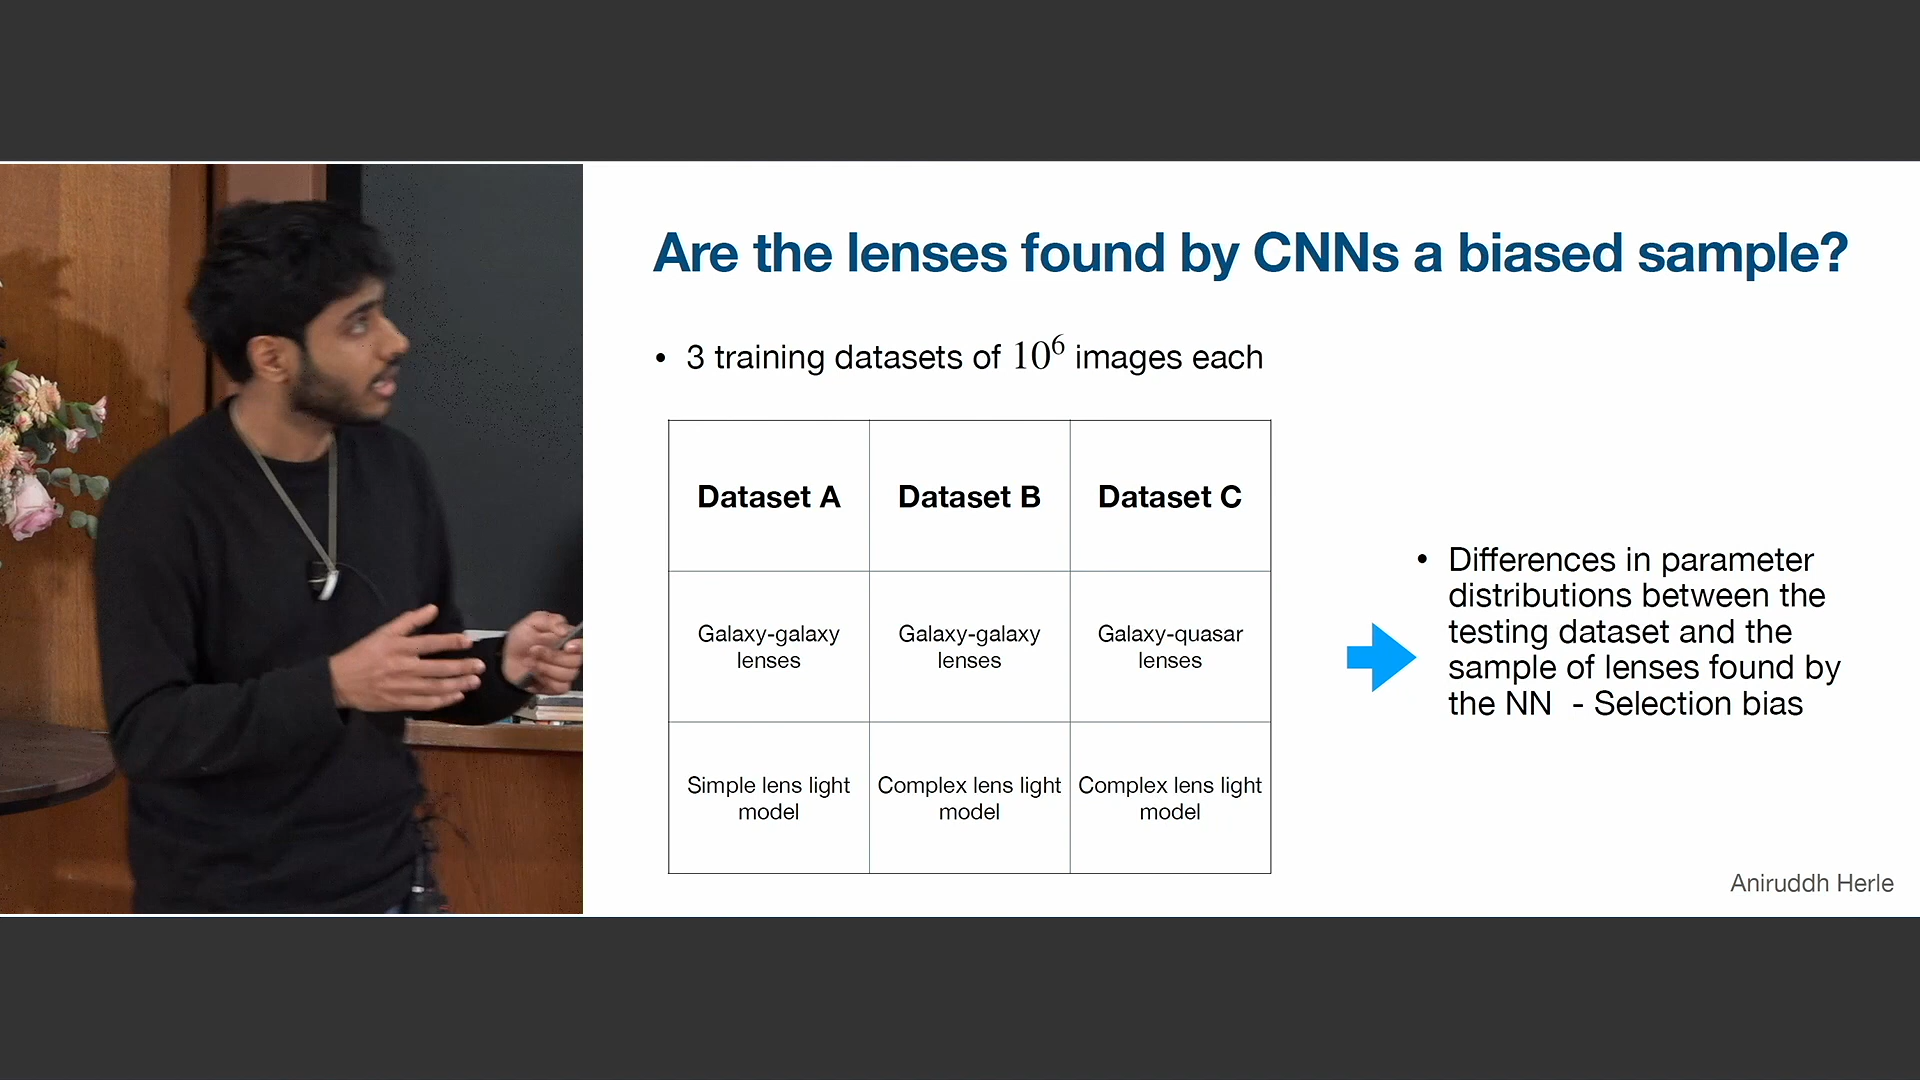 Are the lenses found by CNNs a biased sample?
• 3 training datasets of 10⁶ images each
Dataset A
Dataset B
Dataset C
Galaxy-galaxy
lenses
Galaxy-galaxy
lenses
Galaxy-quasar
lenses
Simple lens light
model
Complex lens light
model
Complex lens light
model
• Differences in parameter
distributions between the
testing dataset and the
sample of lenses found by
the NN - Selection bias
Aniruddh Herle